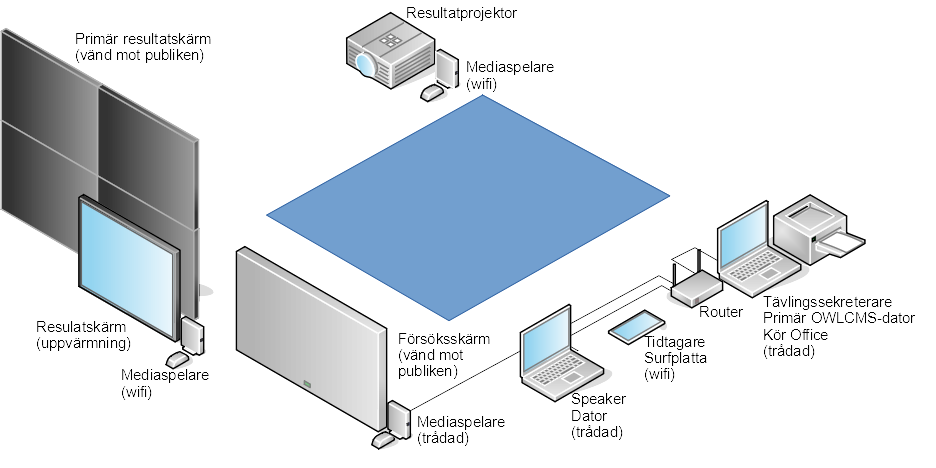 Resultatprojektor
Primär resultatskärm
(vänd mot publiken)
Mediaspelare
(wifi)
Resulatskärm
(uppvärmning)
Mediaspelare
(wifi)
Försöksskärm
(vänd mot
publiken)
Mediaspelare
(trådad)
Speaker
Dator
(trådad)
Tidtagare
Surfplatta
(wifi)
Router
Tävlingssekreterare
Primär OWLCMS-dator
Kör Office
(trådad)